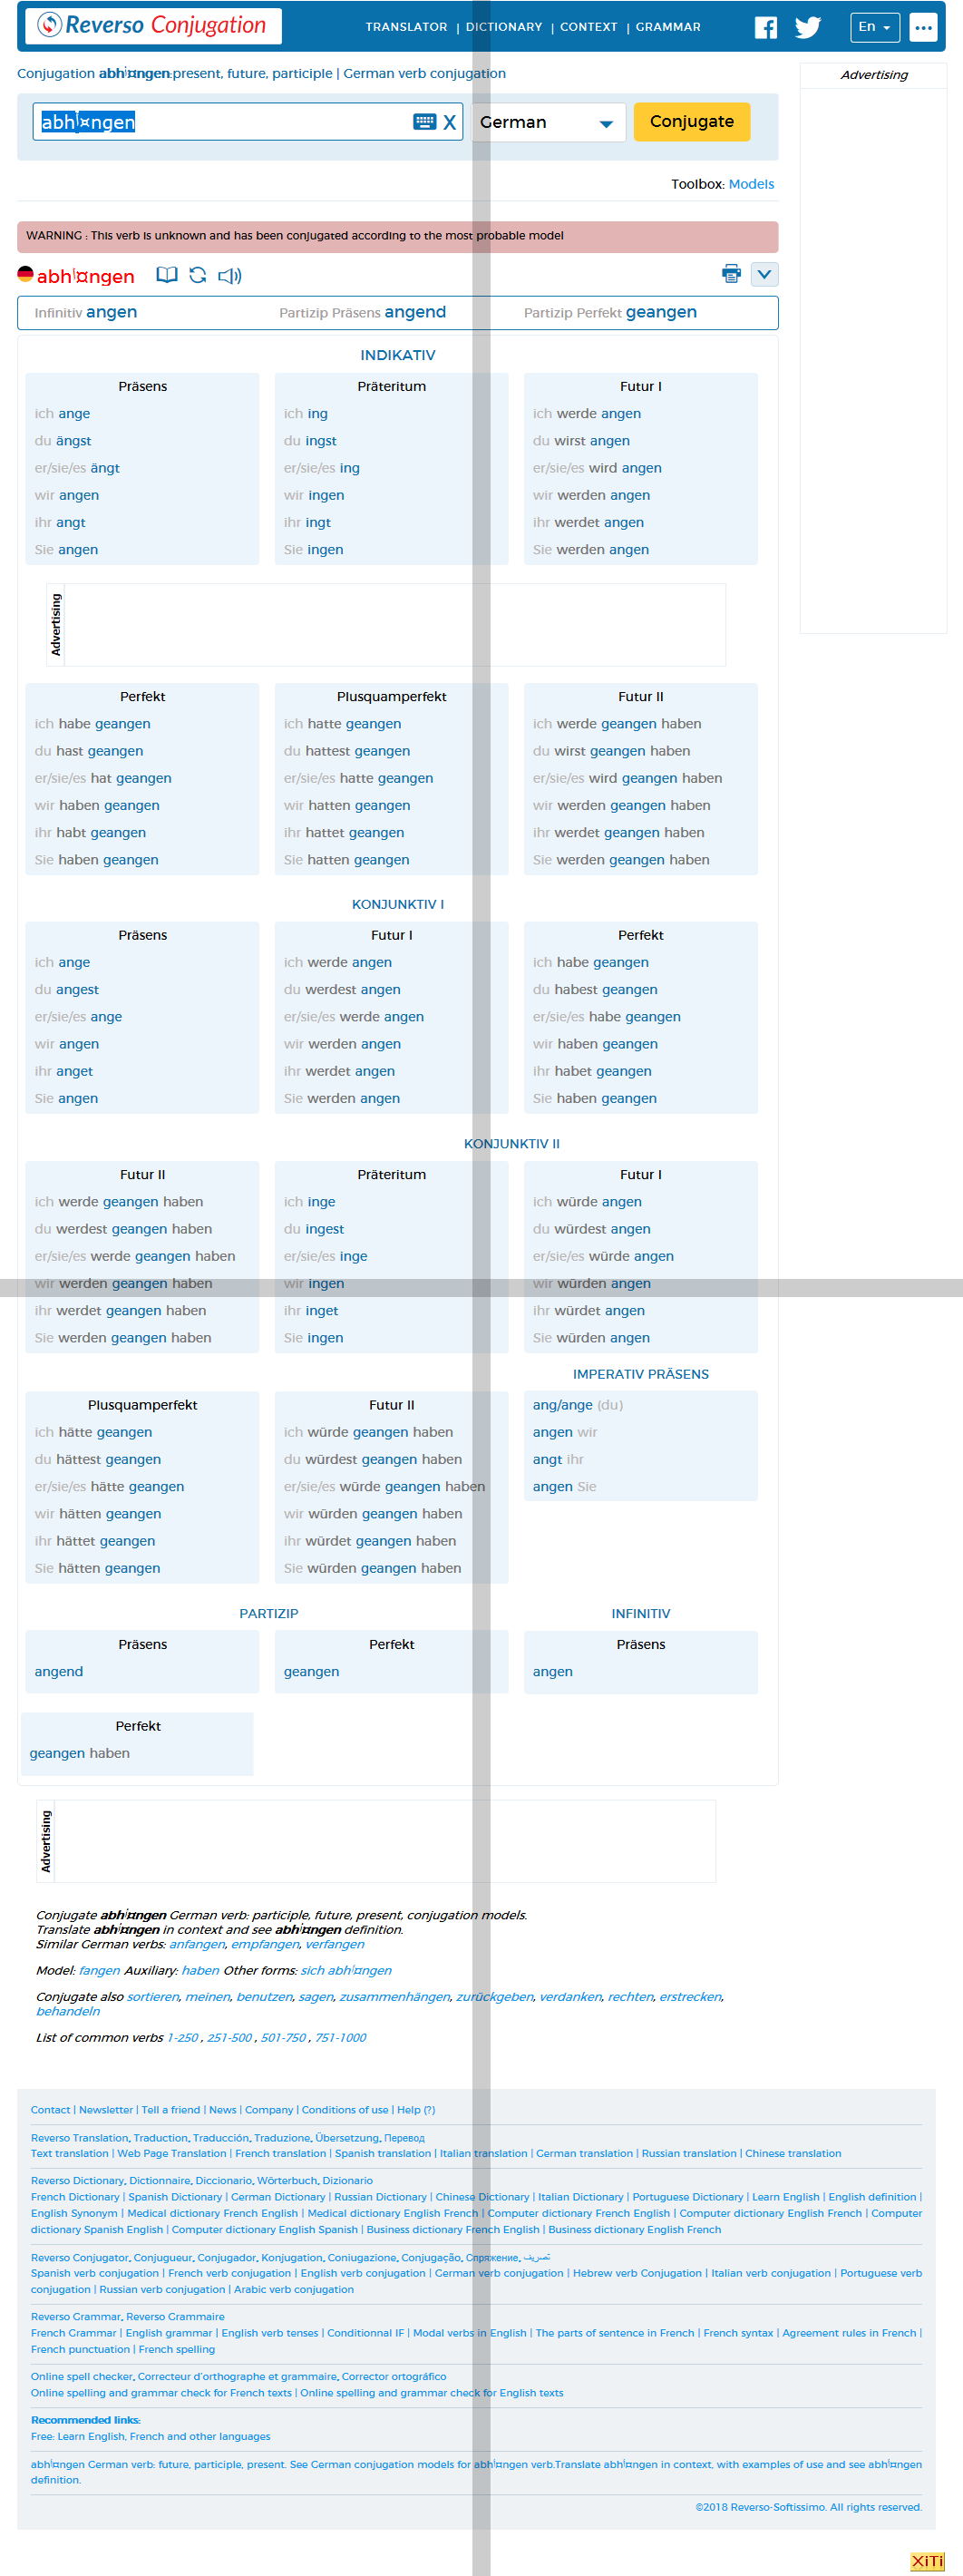 Reverso Conjugation
TRANSLATOR | DICTIONARY | CONTEXT | GRAMMAR
En
Conjugation abhᅢᄂngen:present, future, participle | German verb conjugation
Advertising
X German Conjugate
Toolbox: Models
WARNING : This verb is unknown and has been conjugated according to the most probable model
Infinitiv angen Partizip Präsens angend Partizip Perfekt geangen
INDIKATIV
Präsens
ich ange
du ängst
er/sie/es ängt
wir angen
ihr angt
Sie angen
Präteritum
ich ing
du ingst
er/sie/es ing
wir ingen
ihr ingt
Sie ingen
Futur I
ich werde angen
du wirst angen
er/sie/es wird angen
wir werden angen
ihr werdet angen
Sie werden angen
Advertising
Perfekt
ich habe geangen
du hast geangen
er/sie/es hat geangen
wir haben geangen
ihr habt geangen
Sie haben geangen
Plusquamperfekt
ich hatte geangen
du hattest geangen
er/sie/es hatte geangen
wir hatten geangen
ihr hattet geangen
Sie hatten geangen
Futur II
ich werde geangen haben
du wirst geangen haben
er/sie/es wird geangen haben
wir werden geangen haben
ihr werdet geangen haben
Sie werden geangen haben
KONJUNKTIV I
Präsens
ich ange
du angest
er/sie/es ange
wir angen
ihr anget
Sie angen
Futur I
ich werde angen
du werdest angen
er/sie/es werde angen
wir werden angen
ihr werdet angen
Sie werden angen
Perfekt
ich habe geangen
du habest geangen
er/sie/es habe geangen
wir haben geangen
ihr habet geangen
Sie haben geangen
KONJUNKTIV II
Futur II
ich werde geangen haben
du werdest geangen haben
er/sie/es werde geangen haben
wir werden geangen haben
ihr werdet geangen haben
Sie werden geangen haben
Präteritum
ich inge
du ingest
er/sie/es inge
wir ingen
ihr inget
Sie ingen
Futur I
ich würde angen
du würdest angen
er/sie/es würde angen
wir würden angen
ihr würdet angen
Sie würden angen
Plusquamperfekt
ich hätte geangen
du hättest geangen
er/sie/es hätte geangen
wir hätten geangen
ihr hättet geangen
Sie hätten geangen
Futur II
ich würde geangen haben
du würdest geangen haben
er/sie/es würde geangen haben
wir würden geangen haben
ihr würdet geangen haben
Sie würden geangen haben
IMPERATIV PRÄSENS
ang/ange (du)
angen wir
angt ihr
angen Sie
PARTIZIP
Präsens
angend
Perfekt
geangen
INFINITIV
Präsens
angen
Perfekt
geangen haben
Advertising
Conjugate German verb: participle, future, present, conjugation models.
Translate in context and see definition.
Similar German verbs: anfangen, empfangen, verfangen
Model: fangen Auxiliary: haben Other forms: sich
Conjugate also sortieren, meinen, benutzen, sagen, zusammenhängen, zurückgeben, verdanken, rechten, erstrecken,
behandeln
List of common verbs 1-250 , 251-500 , 501-750 , 751-1000
Contact | Newsletter | Tell a friend | News | Company | Conditions of use | Help (?)
Reverso Translation, Traduction, Traducción, Traduzione, Übersetzung, Перевод
Text translation | Web Page Translation | French translation | Spanish translation | Italian translation | German translation | Russian translation | Chinese translation
Reverso Dictionary, Dictionnaire, Diccionario, Wörterbuch, Dizionario
French Dictionary | Spanish Dictionary | German Dictionary | Russian Dictionary | Chinese Dictionary | Italian Dictionary | Portuguese Dictionary | Learn English | English definition |
English Synonym | Medical dictionary French English | Medical dictionary English French | Computer dictionary French English | Computer dictionary English French | Computer
dictionary Spanish English | Computer dictionary English Spanish | Business dictionary French English | Business dictionary English French
Reverso Conjugator, Conjugueur, Conjugador, Konjugation, Coniugazione, Conjugação, Спряжение, تصريف
Spanish verb conjugation | French verb conjugation | English verb conjugation | German verb conjugation | Hebrew verb Conjugation | Italian verb conjugation | Portuguese verb
conjugation | Russian verb conjugation | Arabic verb conjugation
Reverso Grammar, Reverso Grammaire
French Grammar | English grammar | English verb tenses | Conditionnal IF | Modal verbs in English | The parts of sentence in French | French syntax | Agreement rules in French |
French punctuation | French spelling
Online spell checker, Correcteur d'orthographe et grammaire, Corrector ortográfico
Online spelling and grammar check for French texts | Online spelling and grammar check for English texts
Recommended links:
Free: Learn English, French and other languages
German verb: future, participle, present. See German conjugation models for verb.Translate in context, with examples of use and see
definition.
©2018 Reverso-Softissimo. All rights reserved.
XiTi